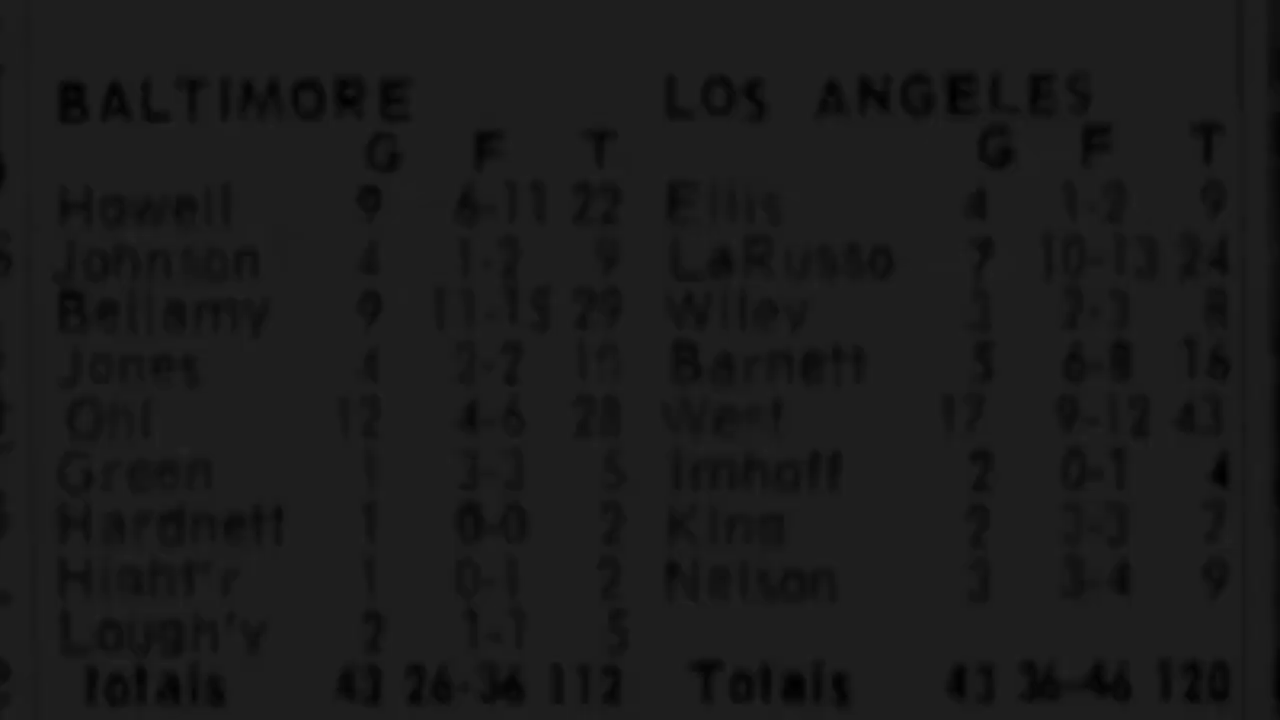 BALTIMORE
G F T
Howell 9 6-11 22
Johnson 4 1-2 9
Bellamy 9 11-15 29
Jones 4 2-2 10
Ohl 12 4-6 28
Green 1 3-3 5
Hardnett 1 0-0 2
Hight'r 1 0-1 2
Lough'y 2 1-1 5
Totals 43 26-36 112
LOS ANGELES
G F T
Ellis 4 1-2 9
LaRusso 7 10-13 24
Wiley 3 2-3 8
Barnett 5 6-8 16
West 17 9-12 43
Imhoff 2 0-1 4
King 2 3-3 7
Nelson 3 3-4 9
Totals 43 36-46 120